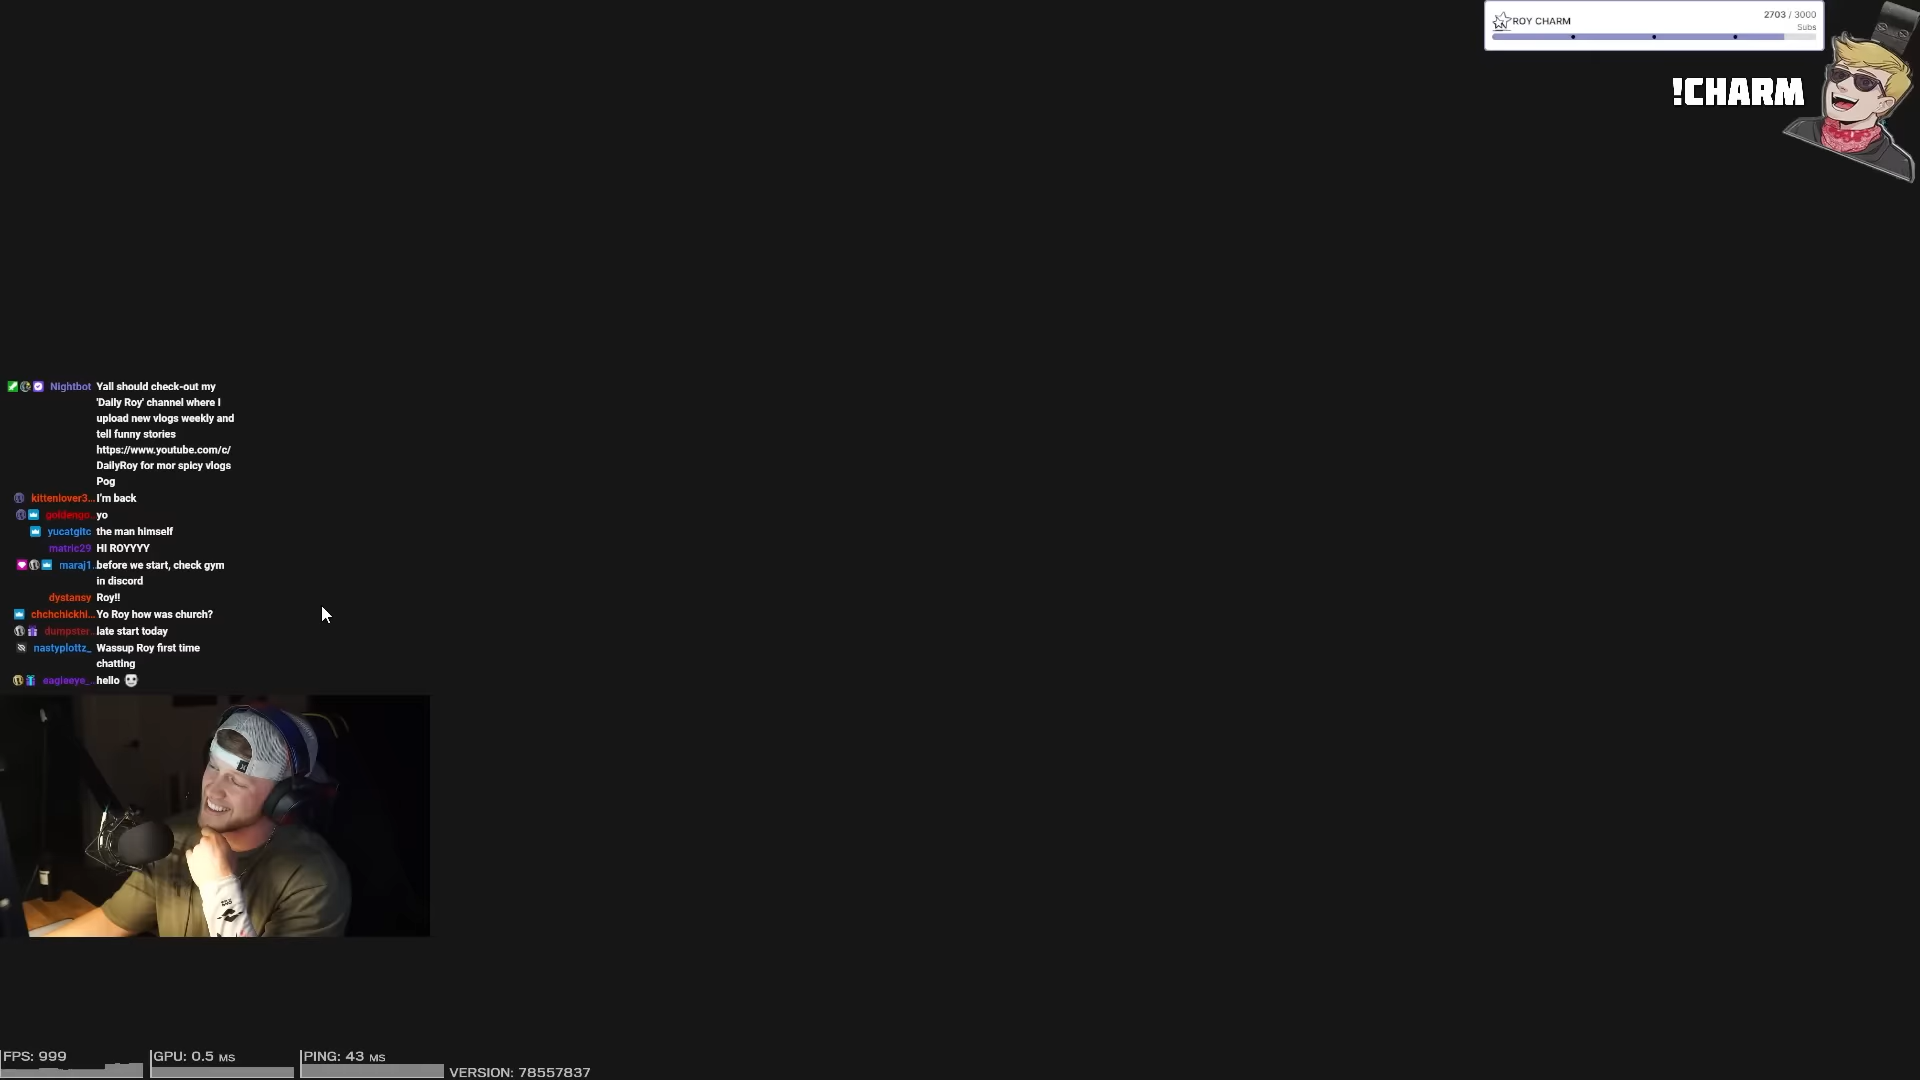 ROY CHARM
2703 / 3000
Subs
!CHARM
Nightbot Yall should check-out my
'Daily Roy' channel where I
upload new vlogs weekly and
tell funny stories
https://www.youtube.com/c/
DailyRoy for mor spicy vlogs
Pog
kittenlover3... I'm back
goldengo.. yo
yucatgitc the man himself
matric29 HI ROYYYY
maraj1.. before we start, check gym
in discord
dystansy Roy!!
chchchickhi... Yo Roy how was church?
dumpster.. late start today
nastyplottz_ Wassup Roy first time
chatting
eagleeye_... hello
FPS: 999
GPU: 0.5 MS
PING: 43 MS
VERSION: 78557837